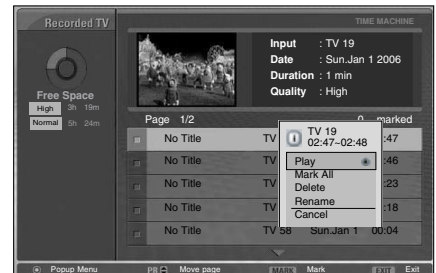 Recorded TV
TIME MACHINE
Input : TV 19
Date : Sun.Jan 1 2006
Duration : 1 min
Quality : High
Free Space
High 3h 19m
Normal 5h 24m
Page 1/2
0 marked
No Title TV :47
No Title TV :46
No Title TV :23
No Title TV :18
No Title TV 58 Sun.Jan 1 00:04
TV 19
02:47~02:48
Play
Mark All
Delete
Rename
Cancel
Popup Menu PR Move page MARK Mark EXIT Exit